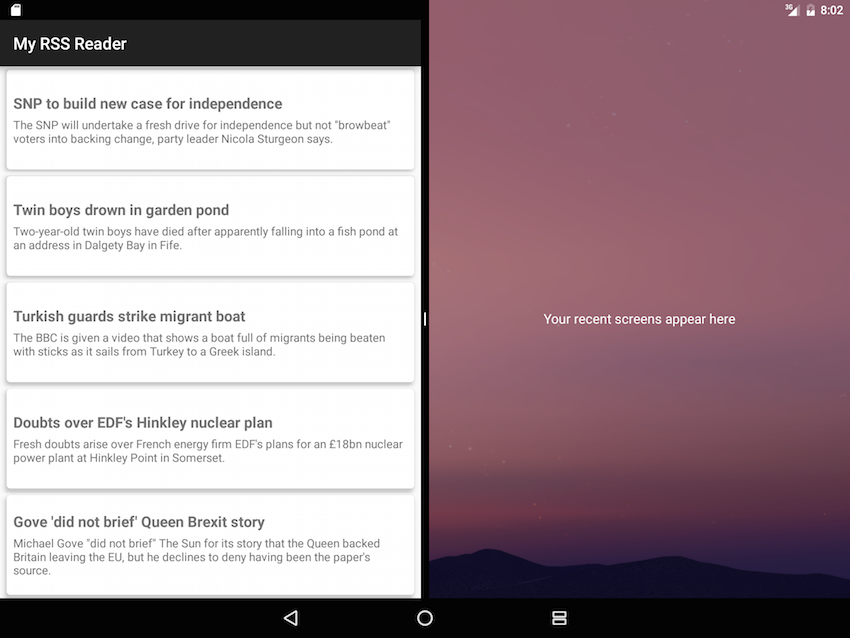 3G
8:02
My RSS Reader
SNP to build new case for independence
The SNP will undertake a fresh drive for independence but not "browbeat"
voters into backing change, party leader Nicola Sturgeon says.
Twin boys drown in garden pond
Two-year-old twin boys have died after apparently falling into a fish pond at
an address in Dalgety Bay in Fife.
Turkish guards strike migrant boat
The BBC is given a video that shows a boat full of migrants being beaten
with sticks as it sails from Turkey to a Greek island.
Doubts over EDF's Hinkley nuclear plan
Fresh doubts arise over French energy firm EDF's plans for an £18bn nuclear
power plant at Hinkley Point in Somerset.
Gove 'did not brief' Queen Brexit story
Michael Gove "did not brief" The Sun for its story that the Queen backed
Britain leaving the EU, but he declines to deny having been the paper's
source.
Your recent screens appear here